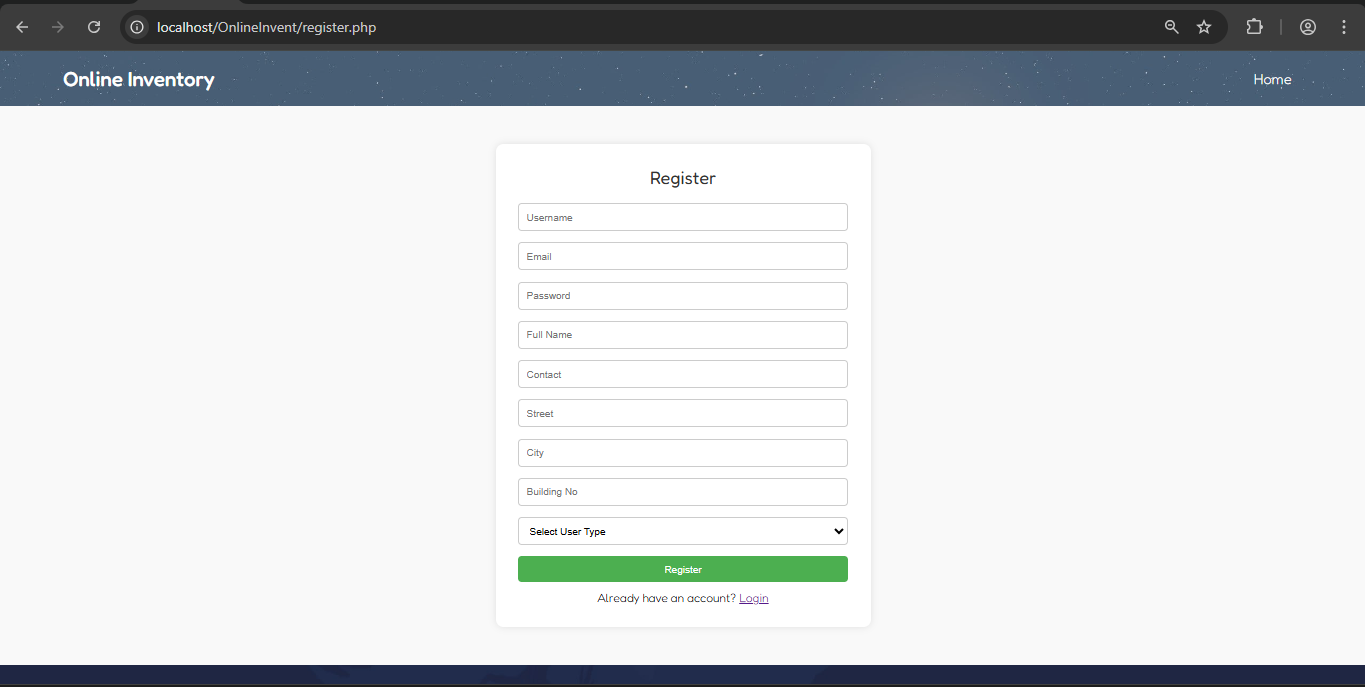 localhost/OnlineInvent/register.php
Online Inventory
Home
Register
Username
Email
Password
Full Name
Contact
Street
City
Building No
Select User Type
Register
Already have an account? Login